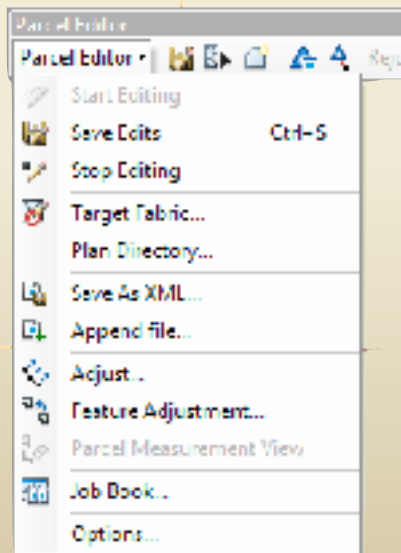 Parcel Editor
Parcel Editor
Start Editing
Save Edits Ctrl+S
Stop Editing
Target Fabric...
Plan Directory...
Save As XML...
Append file...
Adjust...
Feature Adjustment...
Parcel Measurement View
Job Book...
Options...